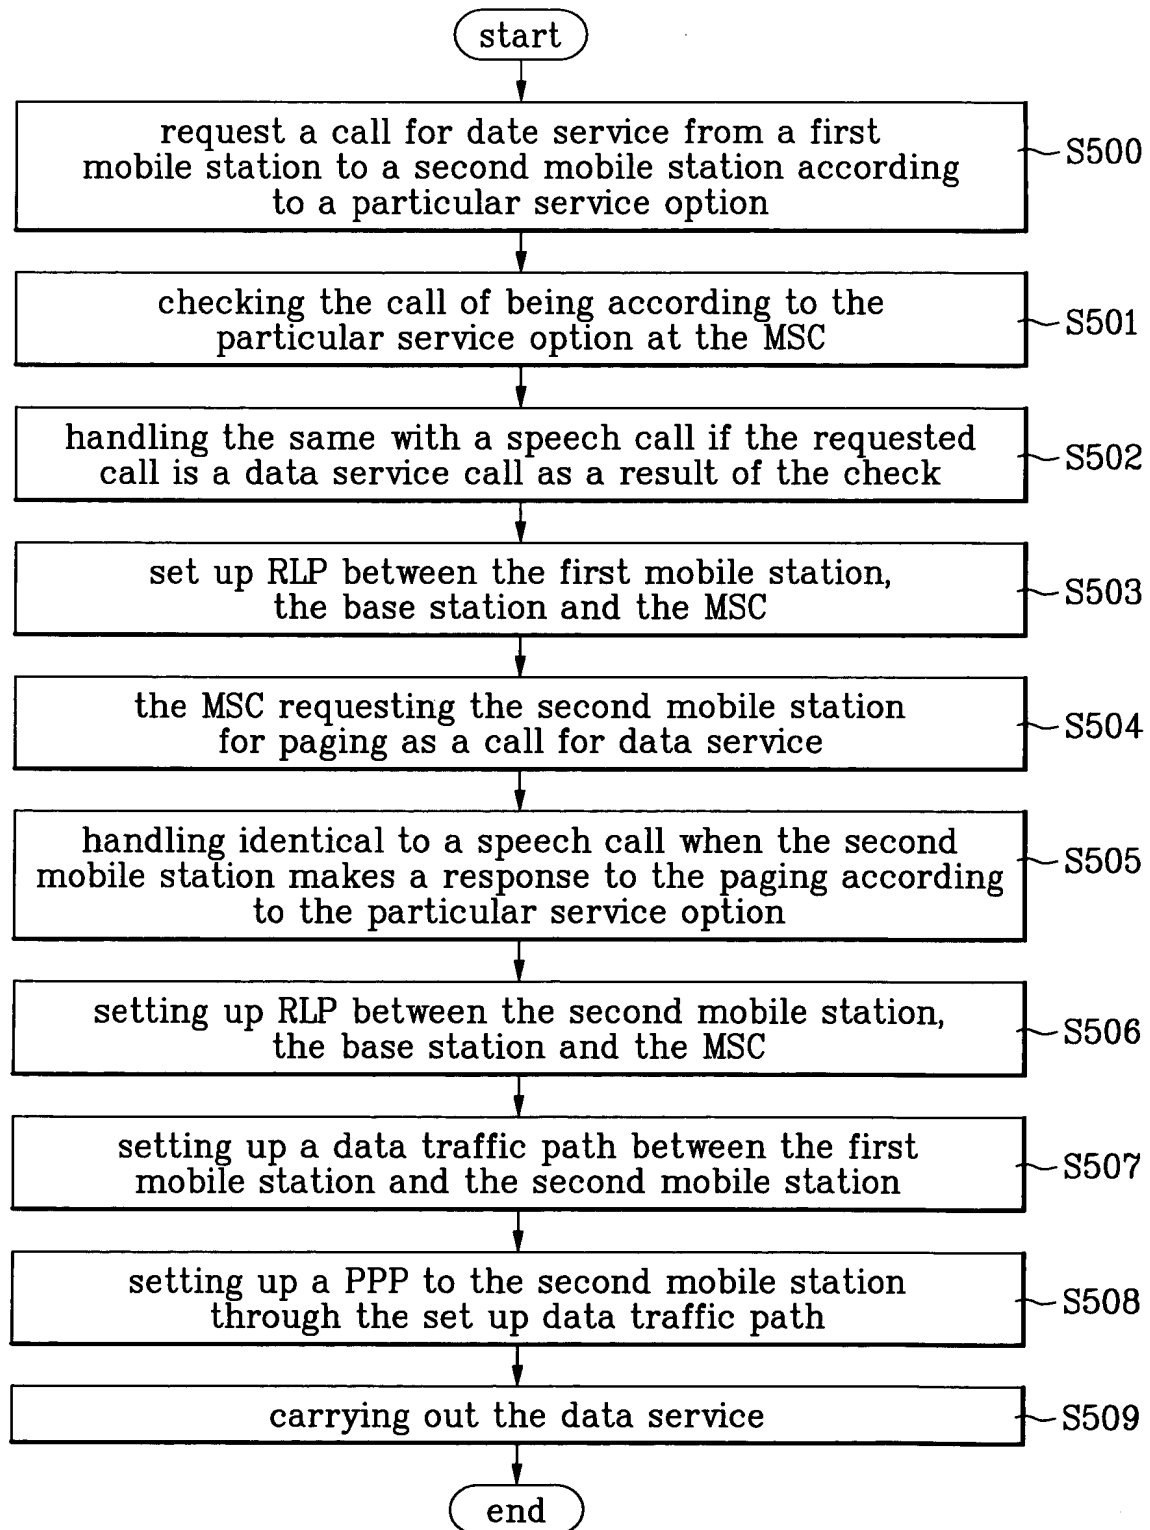 start
request a call for date service from a first
mobile station to a second mobile station according
to a particular service option
S500
checking the call of being according to the
particular service option at the MSC
S501
handling the same with a speech call if the requested
call is a data service call as a result of the check
S502
set up RLP between the first mobile station,
the base station and the MSC
S503
the MSC requesting the second mobile station
for paging as a call for data service
S504
handling identical to a speech call when the second
mobile station makes a response to the paging according
to the particular service option
S505
setting up RLP between the second mobile station,
the base station and the MSC
S506
setting up a data traffic path between the first
mobile station and the second mobile station
S507
setting up a PPP to the second mobile station
through the set up data traffic path
S508
carrying out the data service
S509
end